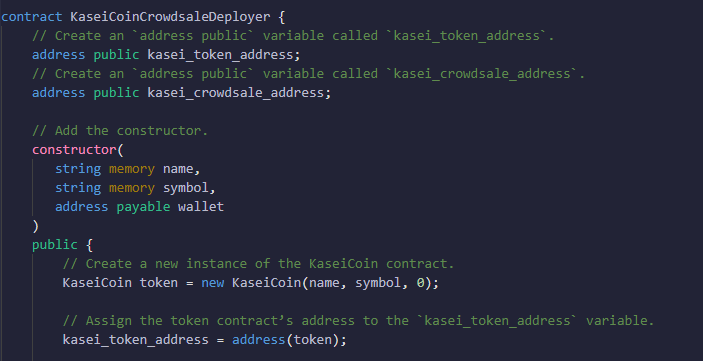 contract KaseiCoinCrowdsaleDeployer {
// Create an `address public` variable called `kasei_token_address`.
address public kasei_token_address;
// Create an `address public` variable called `kasei_crowdsale_address`.
address public kasei_crowdsale_address;
// Add the constructor.
constructor(
string memory name,
string memory symbol,
address payable wallet
)
public {
// Create a new instance of the KaseiCoin contract.
KaseiCoin token = new KaseiCoin(name, symbol, 0);
// Assign the token contract’s address to the `kasei_token_address` variable.
kasei_token_address = address(token);